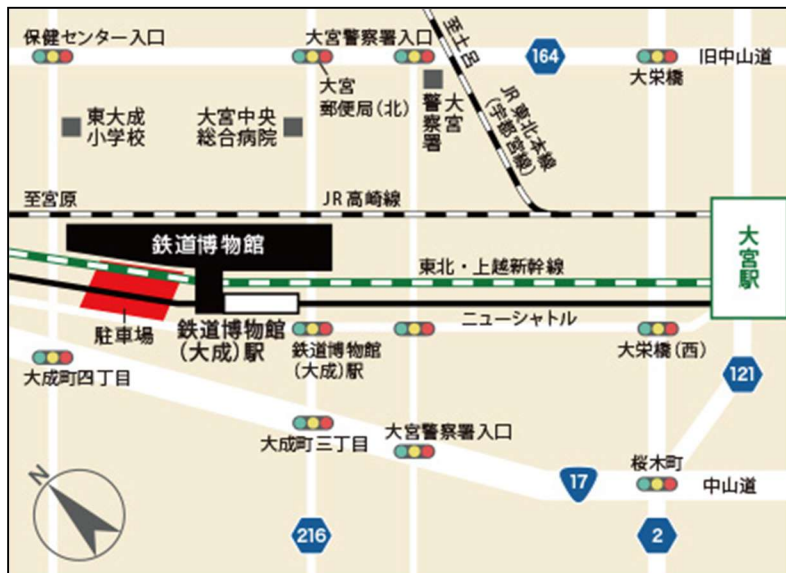 保健センター入口
大宮警察署入口
至土呂
164
旧中山道
大栄橋
大宮
郵便局(北)
東大成
小学校
大宮中央
総合病院
大宮
警察署
JR東北本線
(宇都宮線)
至宮原
JR高崎線
鉄道博物館
東北・上越新幹線
大宮駅
駐車場
鉄道博物館
(大成)駅
ニューシャトル
鉄道博物館
(大成)駅
大栄橋(西)
大成町四丁目
121
大成町三丁目
大宮警察署入口
桜木町
17
中山道
N
216
2